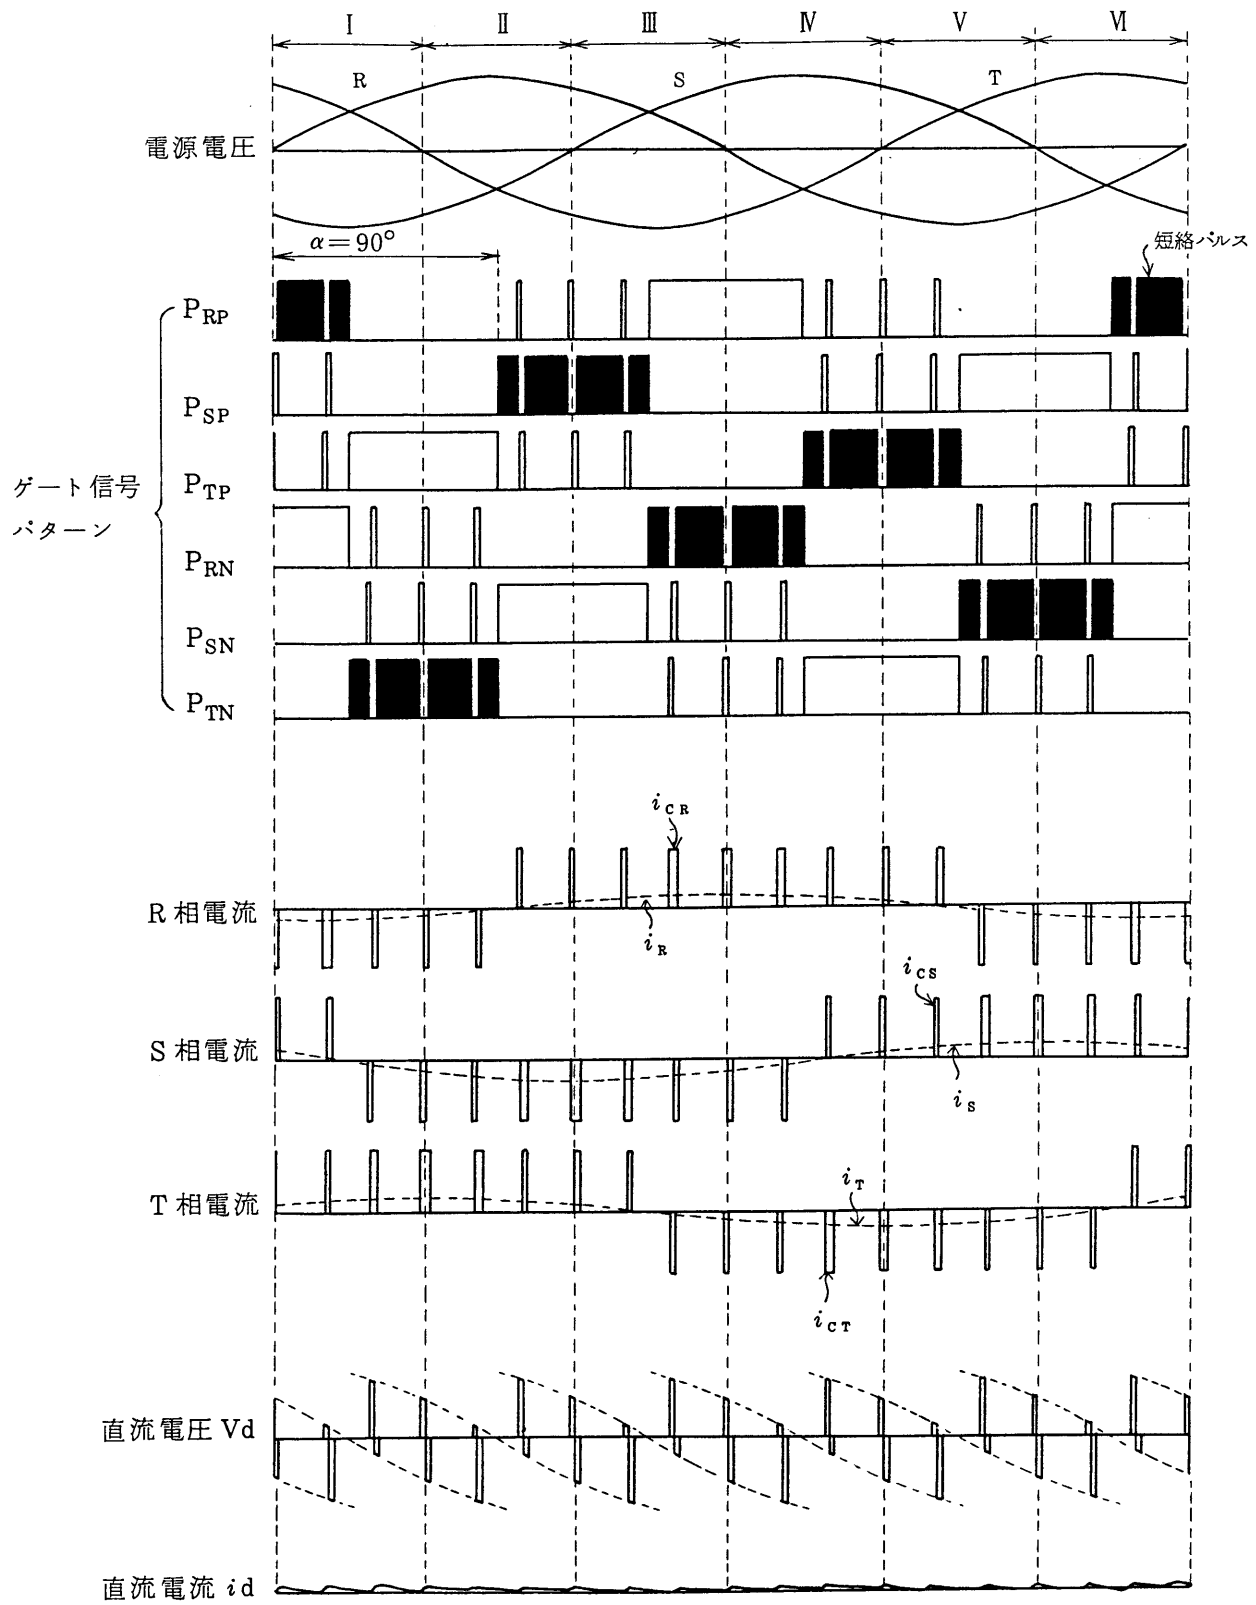 I II III IV V VI
R S T
電源電圧
α=90°
短絡パルス
P_RP
P_SP
P_TP
ゲート信号
パターン
P_RN
P_SN
P_TN
i_CR
R相電流
i_R
i_CS
S相電流
i_S
i_T
T相電流
i_CT
直流電圧 Vd
直流電流 id